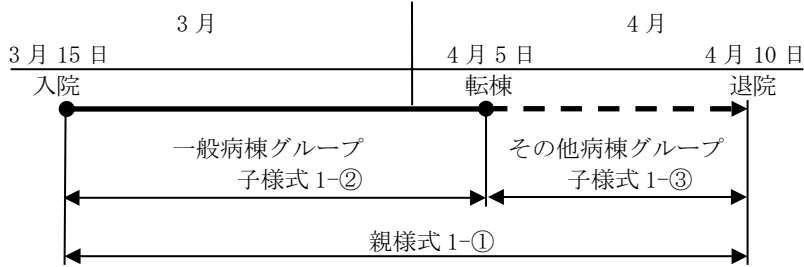 3月 4月
3月15日 4月5日 4月10日
入院 転棟 退院
一般病棟グループ その他病棟グループ
子様式1-② 子様式1-③
親様式1-①